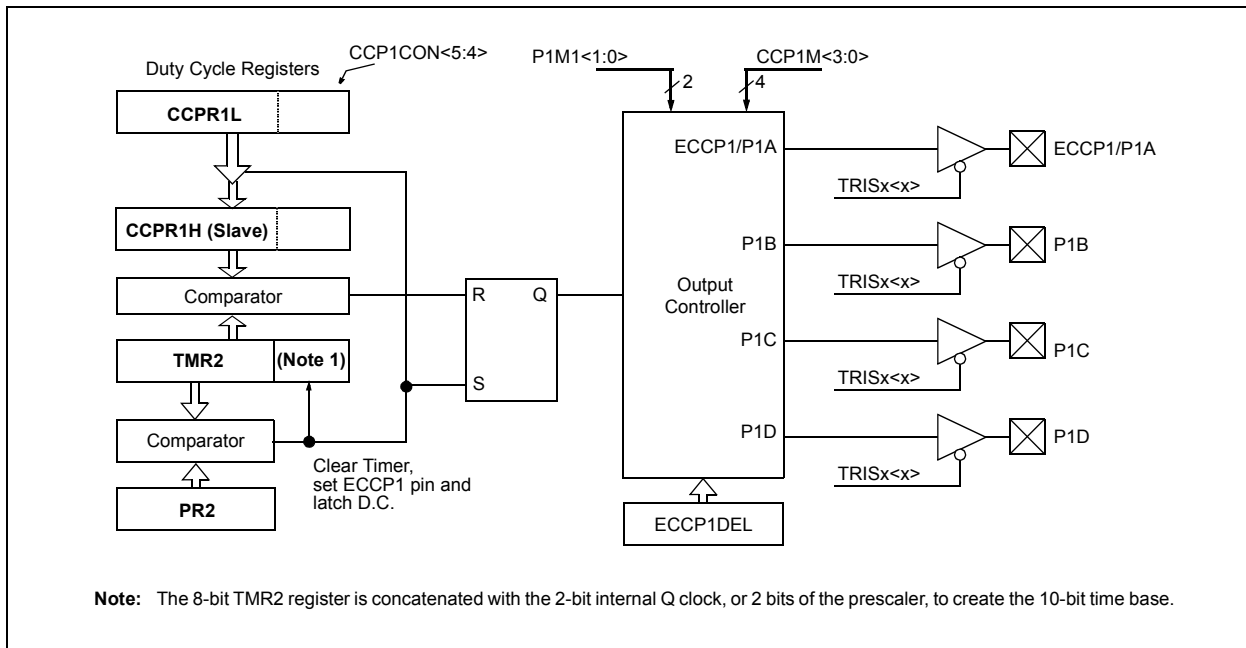 CCP1CON<5:4>
Duty Cycle Registers
CCPR1L
CCPR1H (Slave)
Comparator
TMR2
(Note 1)
Comparator
PR2
Clear Timer,
set ECCP1 pin and
latch D.C.
R
Q
S
P1M1<1:0>
2
CCP1M<3:0>
4
ECCP1/P1A
P1B
Output
Controller
P1C
P1D
ECCP1DEL
TRISx<x>
ECCP1/P1A
TRISx<x>
P1B
TRISx<x>
P1C
TRISx<x>
P1D
Note: The 8-bit TMR2 register is concatenated with the 2-bit internal Q clock, or 2 bits of the prescaler, to create the 10-bit time base.